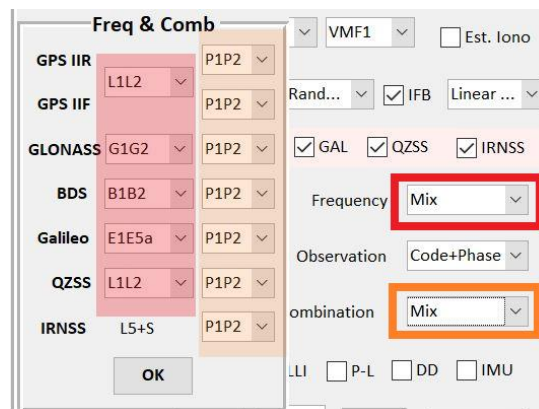 Freq & Comb
GPS IIR
L1L2
P1P2
GPS IIF
P1P2
GLONASS G1G2 P1P2
BDS B1B2 P1P2
Galileo E1E5a P1P2
QZSS L1L2 P1P2
IRNSS L5+S P1P2
OK
VMF1 Est. Iono
Rand... IFB Linear ...
GAL QZSS IRNSS
Frequency Mix
Observation Code+Phase
ombination Mix
LLI P-L DD IMU